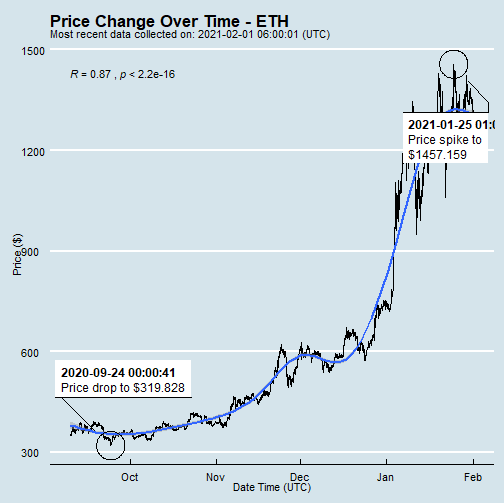 Price Change Over Time - ETH
Most recent data collected on: 2021-02-01 06:00:01 (UTC)
1500
R = 0.87 , p < 2.2e-16
2021-01-25 01:0
Price spike to
$1457.159
1200
900
Price ($)
600
2020-09-24 00:00:41
Price drop to $319.828
300
Oct
Nov
Dec
Jan
Feb
Date Time (UTC)